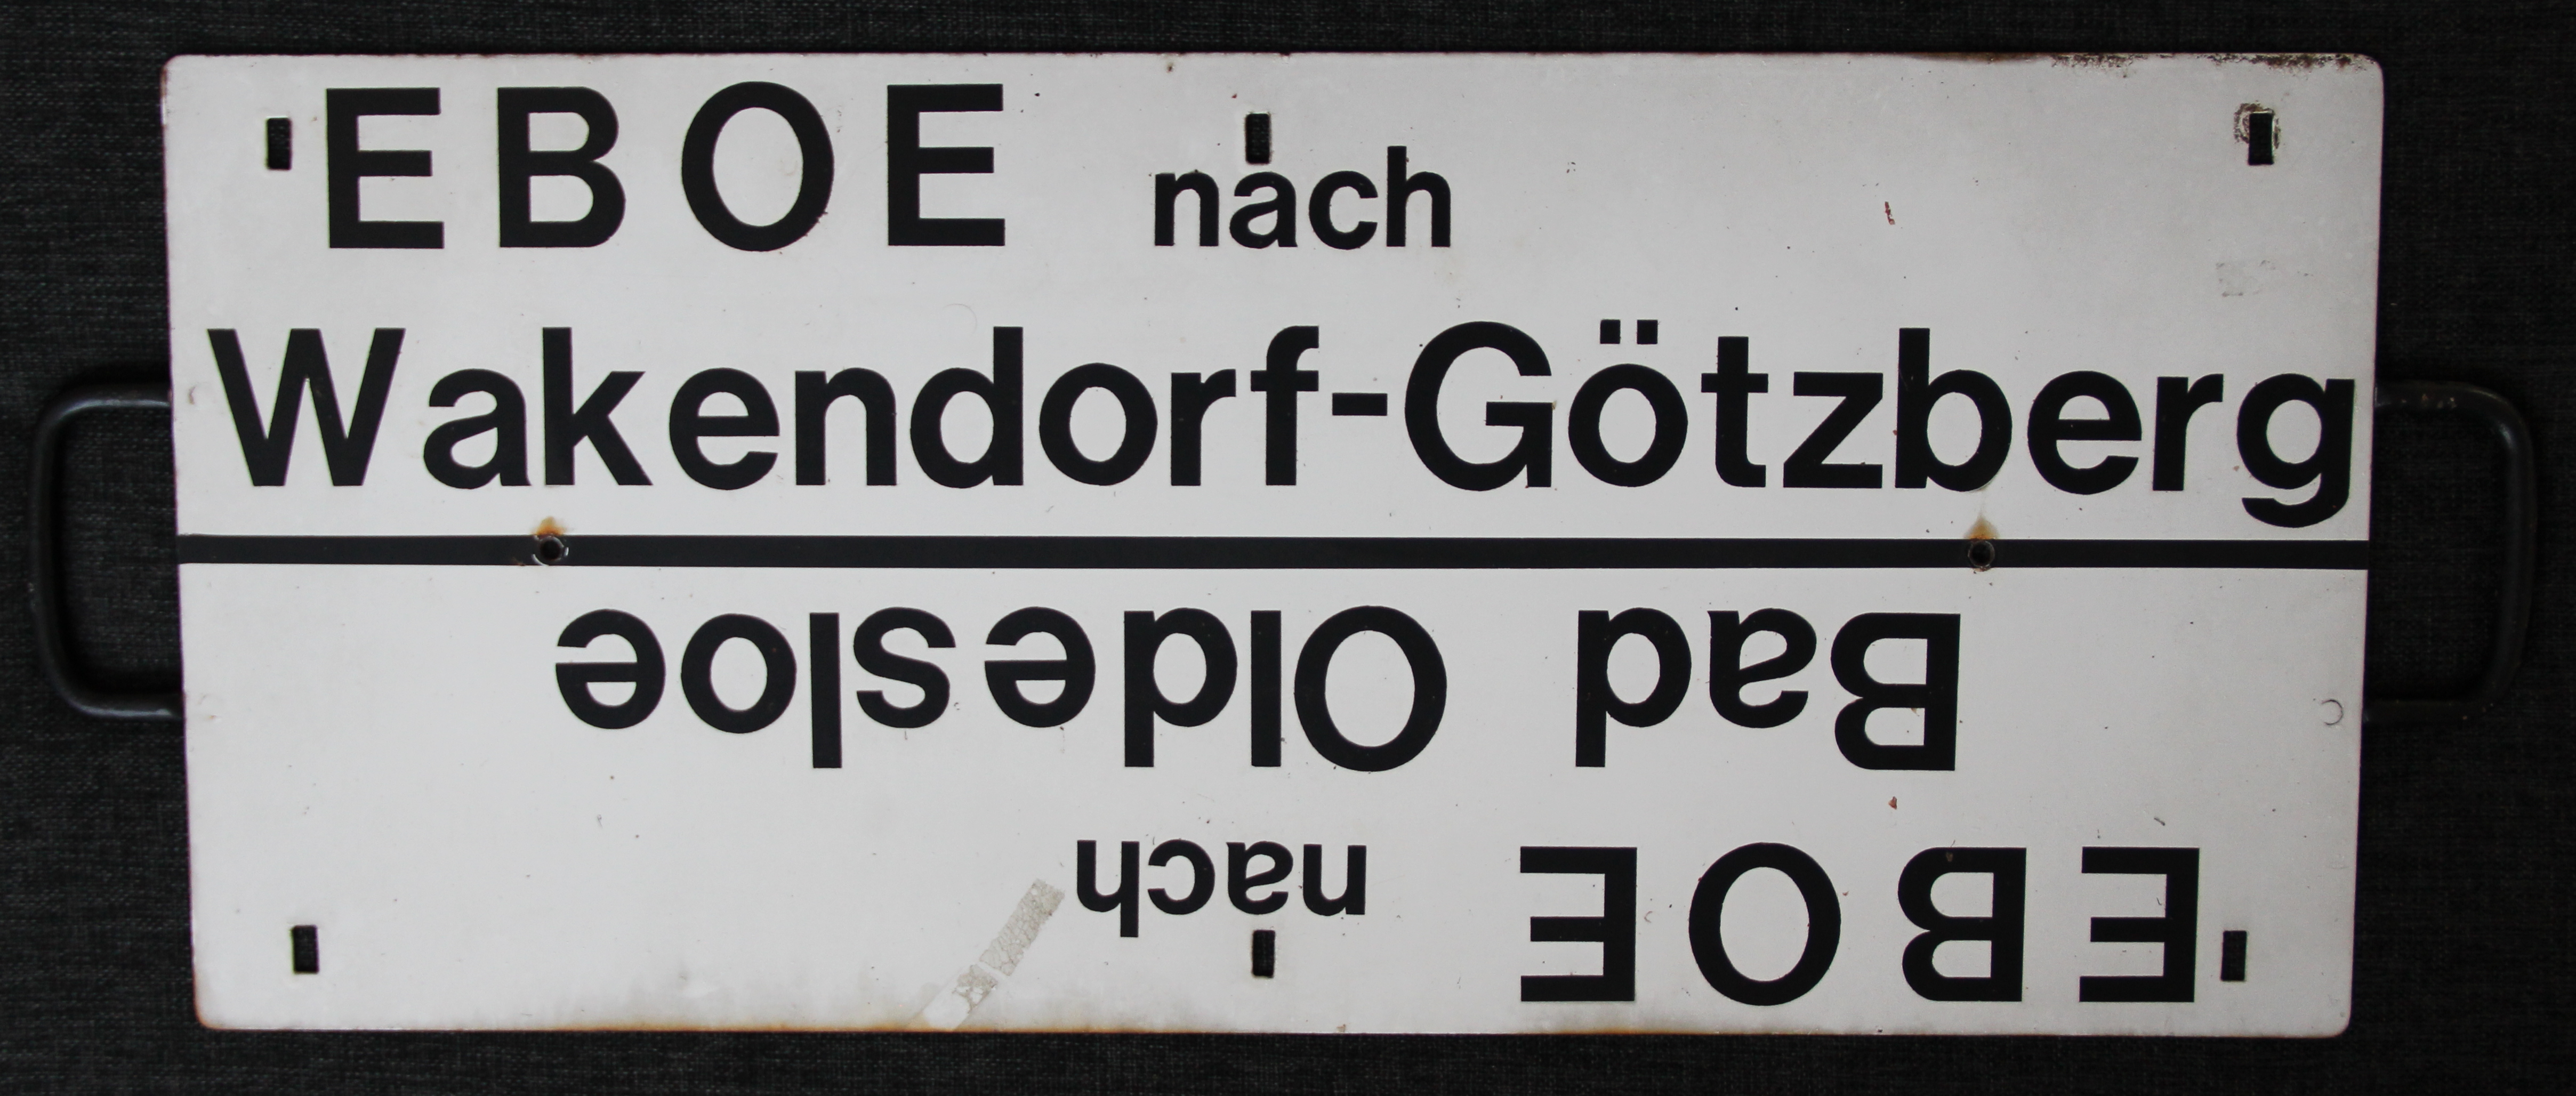 EBOE nach
Wakendorf-Götzberg
EBOE nach
Bad Oldesloe